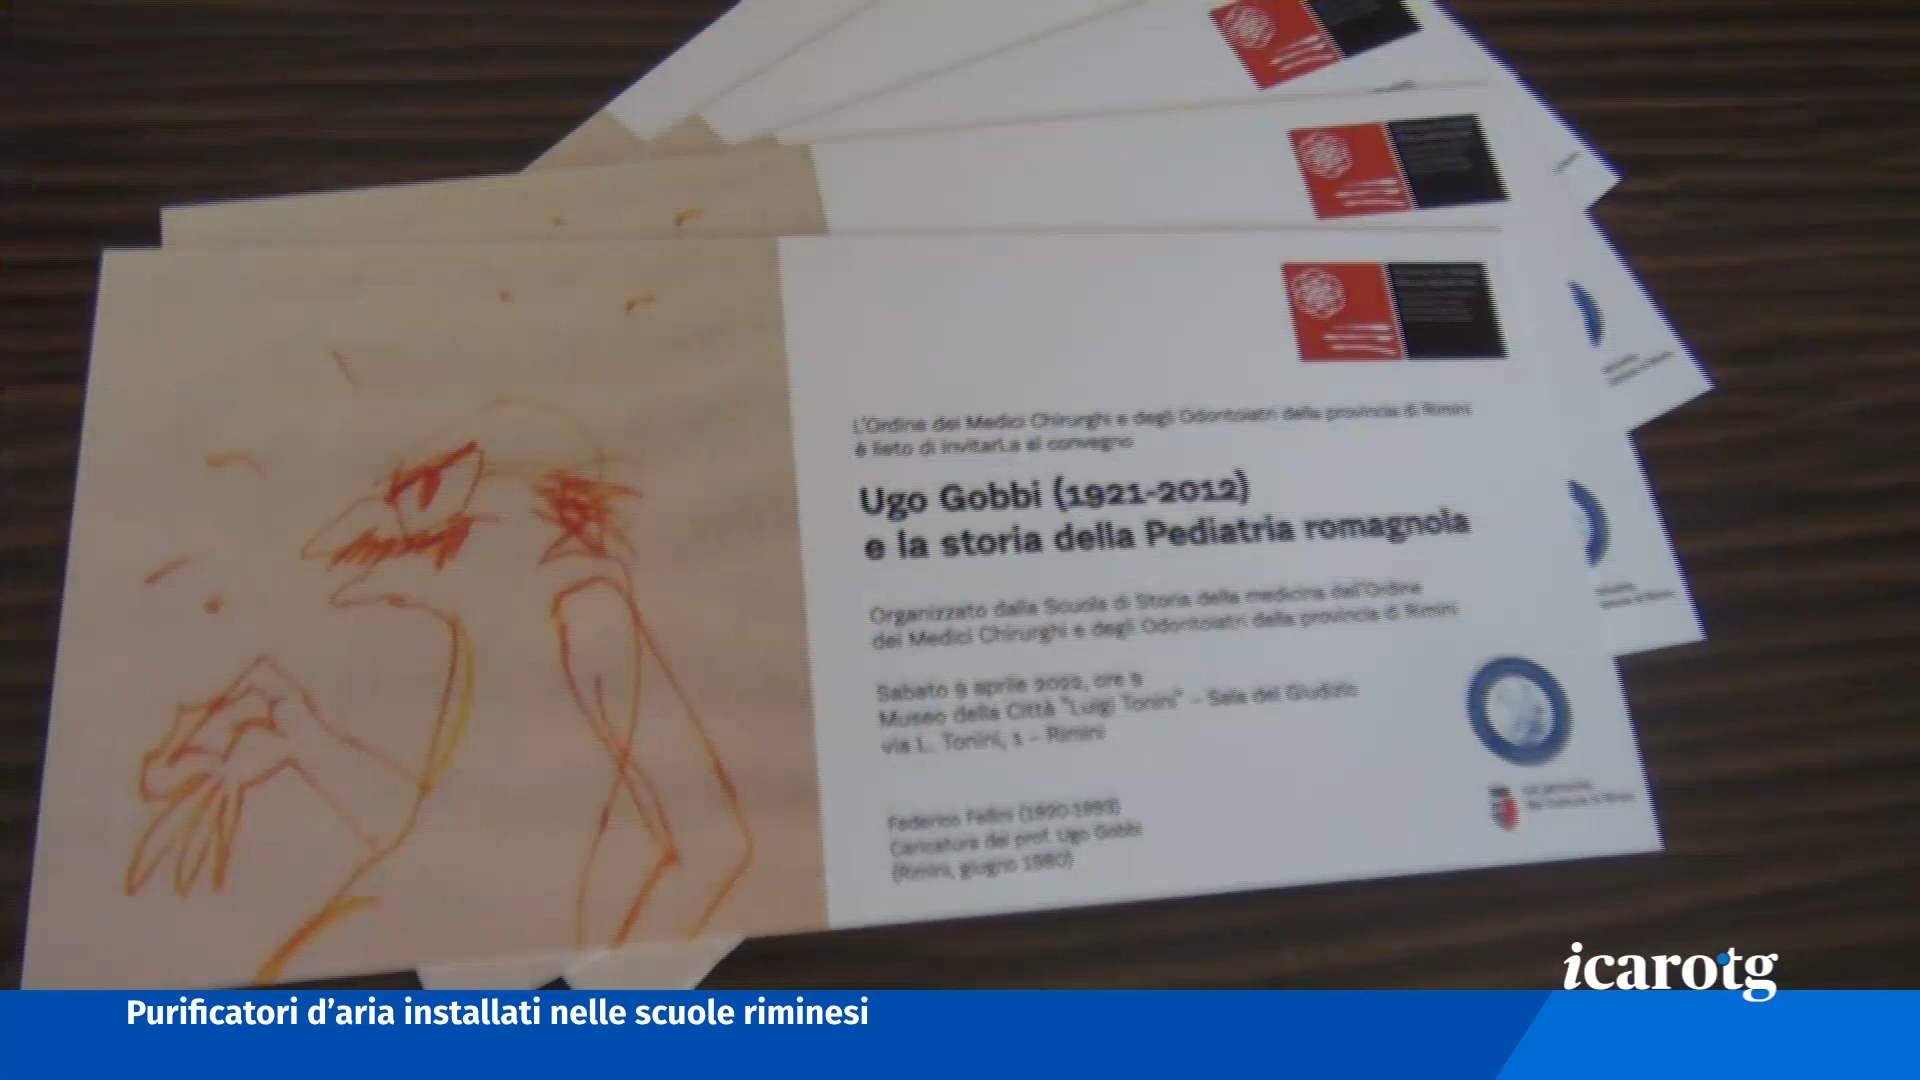 L'Ordine dei Medici Chirurghi e degli Odontoiatri della provincia di Rimini
è lieto di invitarLa al convegno
Ugo Gobbi (1921-2012)
e la storia della Pediatria romagnola
Organizzato dalla Scuola di Storia della medicina dell'Ordine
dei Medici Chirurghi e degli Odontoiatri della provincia di Rimini
Sabato 9 aprile 2022, ore 9
Museo della Città "Luigi Tonini" – Sala del Giudizio
via L. Tonini, 1 – Rimini
Federico Fellini (1920-1993)
Caricatura del prof. Ugo Gobbi
(Rimini, giugno 1980)
icarotg
Purificatori d'aria installati nelle scuole riminesi